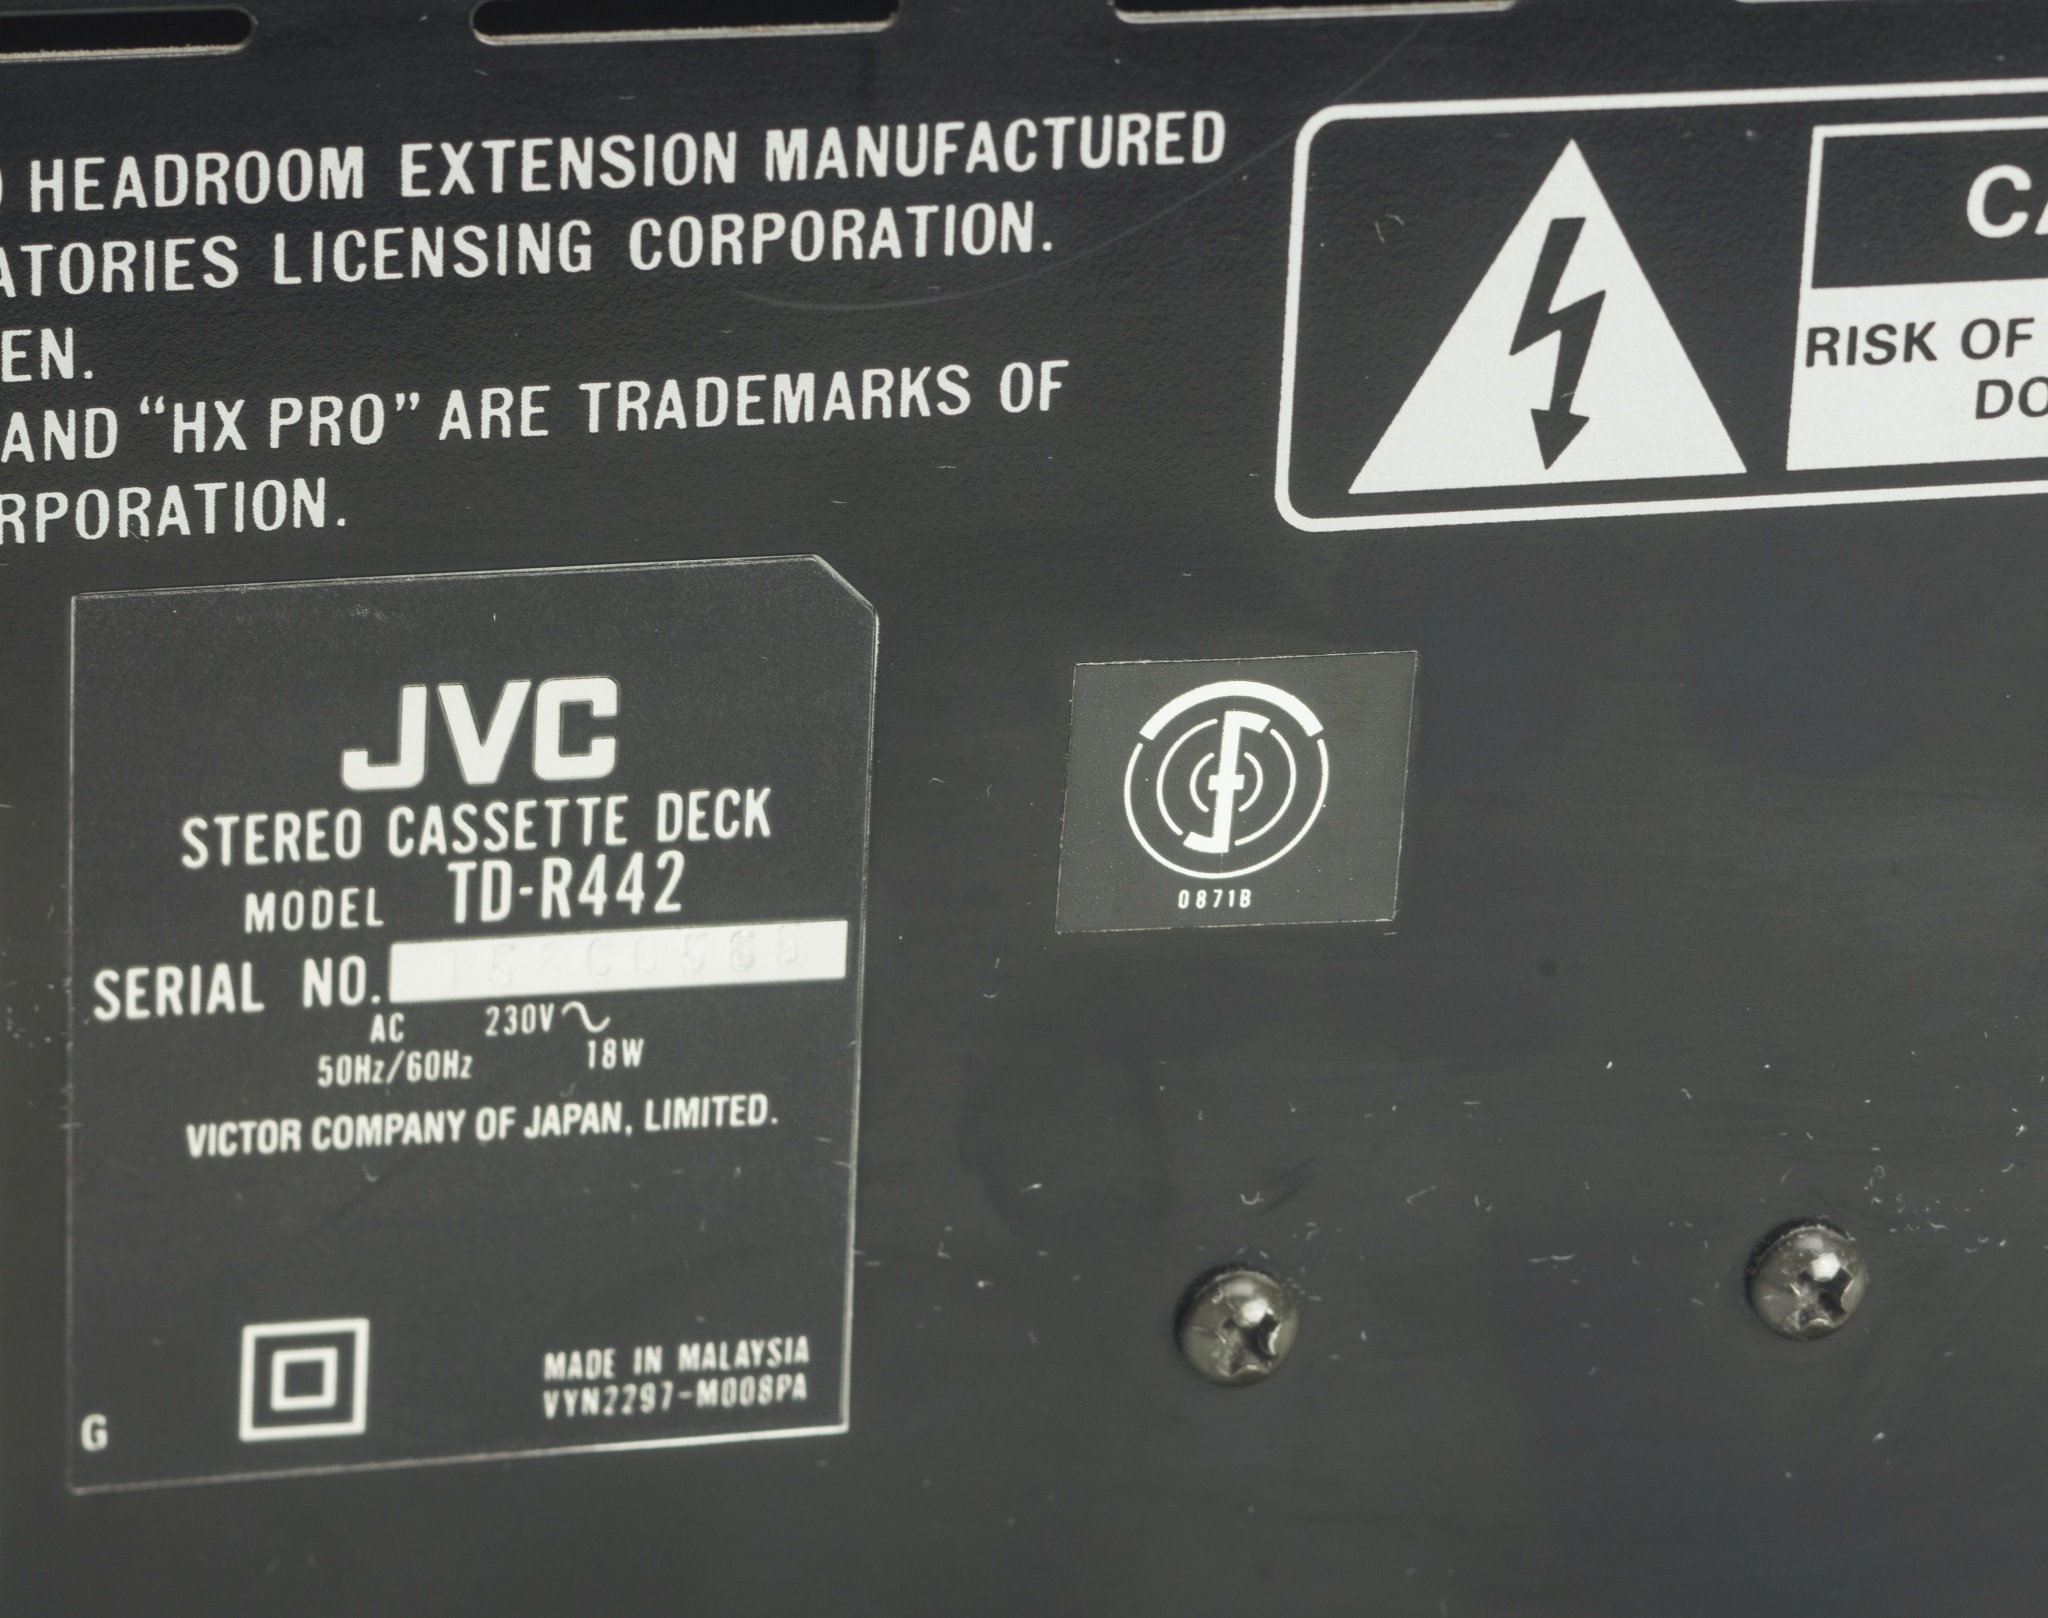 HEADROOM EXTENSION MANUFACTURED
ATORIES LICENSING CORPORATION.
EN.
AND “HX PRO” ARE TRADEMARKS OF
RPORATION.
CA
RISK OF
DO
JVC
STEREO CASSETTE DECK
MODEL TD-R442
SERIAL NO.
AC 230V
50Hz/60Hz 18W
VICTOR COMPANY OF JAPAN, LIMITED.
MADE IN MALAYSIA
VYN2297-M008PA
G
0871B